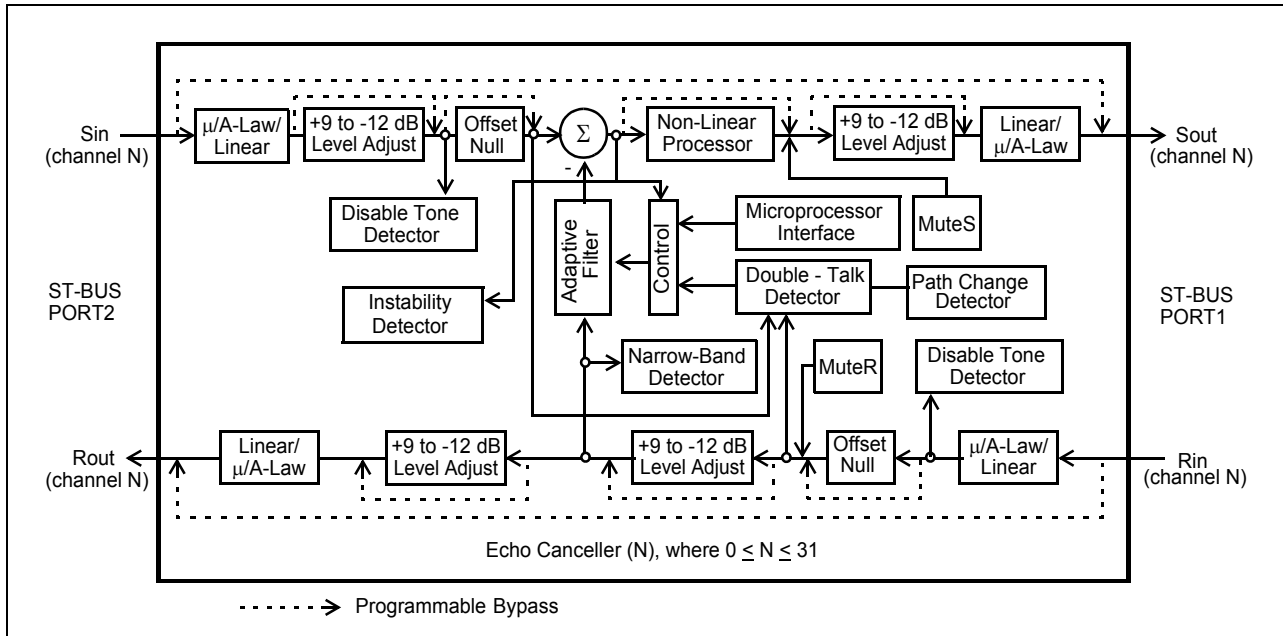 Sin
(channel N)
μ/A-Law/
Linear
+9 to -12 dB
Level Adjust
Offset
Null
Σ
-
Non-Linear
Processor
+9 to -12 dB
Level Adjust
Linear/
μ/A-Law
Sout
(channel N)
Disable Tone
Detector
Adaptive
Filter
Control
Microprocessor
Interface
MuteS
ST-BUS
PORT2
Instability
Detector
Double - Talk
Detector
Path Change
Detector
ST-BUS
PORT1
Narrow-Band
Detector
MuteR
Disable Tone
Detector
Rout
(channel N)
Linear/
μ/A-Law
+9 to -12 dB
Level Adjust
+9 to -12 dB
Level Adjust
Offset
Null
μ/A-Law/
Linear
Rin
(channel N)
Echo Canceller (N), where 0 ≤ N ≤ 31
Programmable Bypass